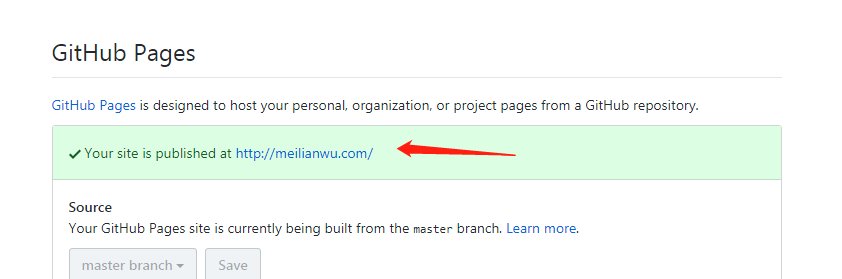 GitHub Pages
GitHub Pages is designed to host your personal, organization, or project pages from a GitHub repository.
Your site is published at http://meilianwu.com/
Source
Your GitHub Pages site is currently being built from the master branch. Learn more.
master branch Save